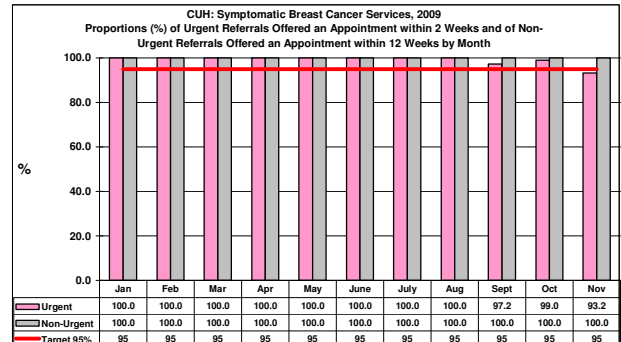 CUH: Symptomatic Breast Cancer Services, 2009
Proportions (%) of Urgent Referrals Offered an Appointment within 2 Weeks and of Non-
Urgent Referrals Offered an Appointment within 12 Weeks by Month
100.0
80.0
60.0
%
40.0
20.0
0.0
Jan Feb Mar Apr May June July Aug Sept Oct Nov
Urgent 100.0 100.0 100.0 100.0 100.0 100.0 100.0 100.0 97.2 99.0 93.2
Non-Urgent 100.0 100.0 100.0 100.0 100.0 100.0 100.0 100.0 100.0 100.0 100.0
Target 95% 95 95 95 95 95 95 95 95 95 95 95